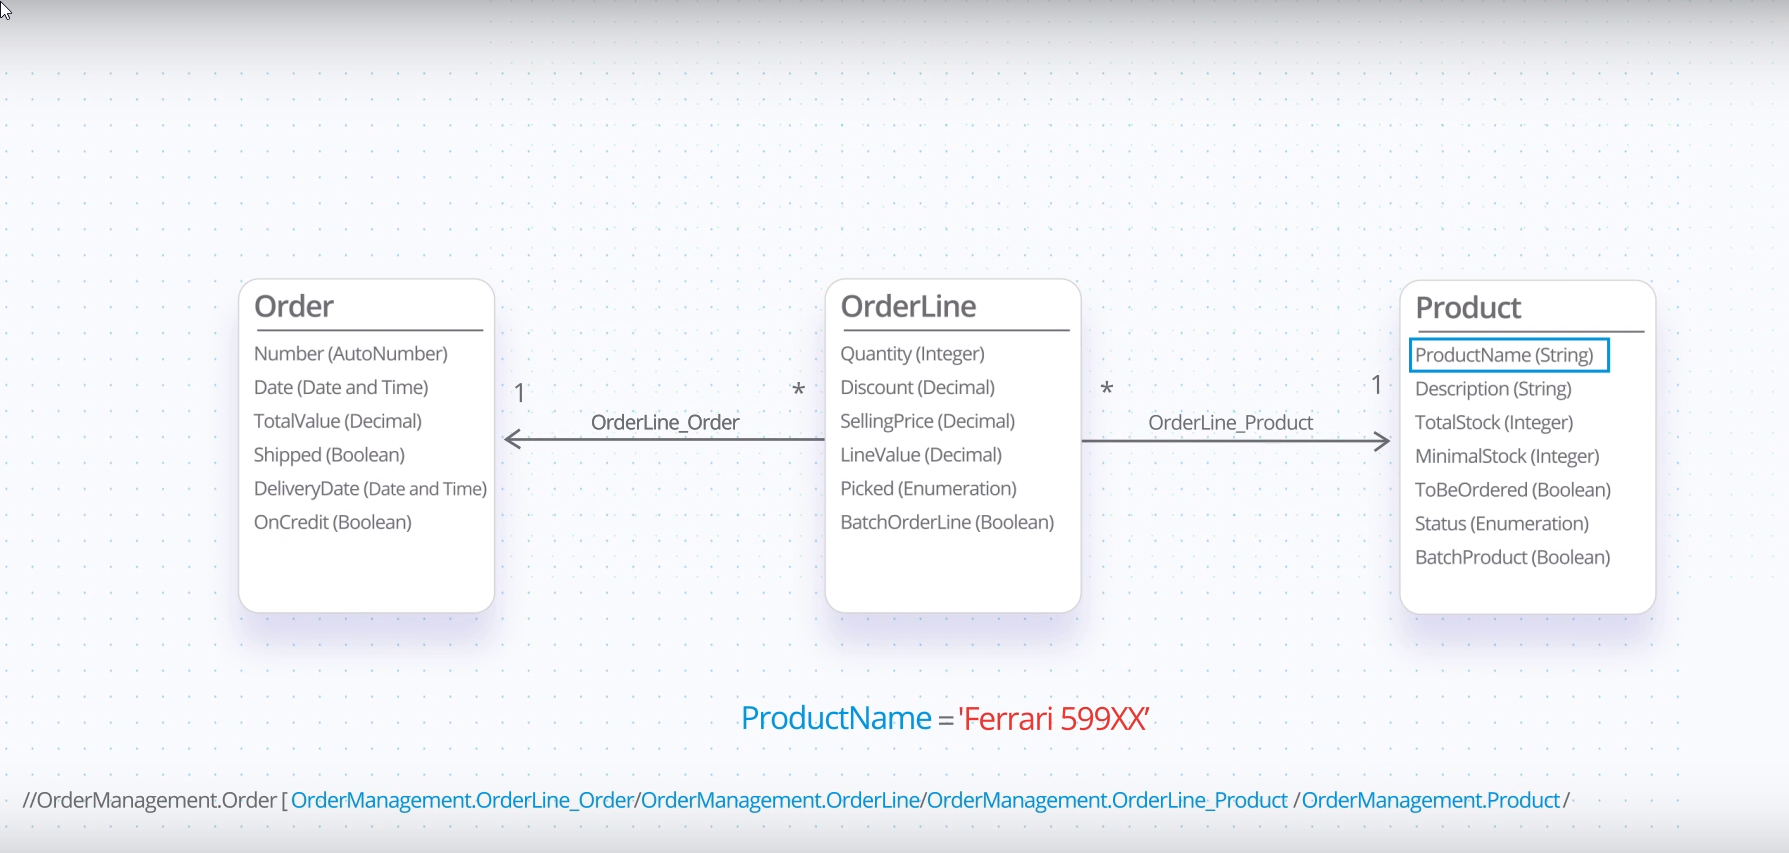 Order
Number (AutoNumber)
Date (Date and Time)
TotalValue (Decimal)
Shipped (Boolean)
DeliveryDate (Date and Time)
OnCredit (Boolean)
1
*
OrderLine_Order
OrderLine
Quantity (Integer)
Discount (Decimal)
SellingPrice (Decimal)
LineValue (Decimal)
Picked (Enumeration)
BatchOrderLine (Boolean)
*
1
OrderLine_Product
Product
ProductName (String)
Description (String)
TotalStock (Integer)
MinimalStock (Integer)
ToBeOrdered (Boolean)
Status (Enumeration)
BatchProduct (Boolean)
ProductName = 'Ferrari 599XX’
//OrderManagement.Order [ OrderManagement.OrderLine_Order/OrderManagement.OrderLine/OrderManagement.OrderLine_Product /OrderManagement.Product/